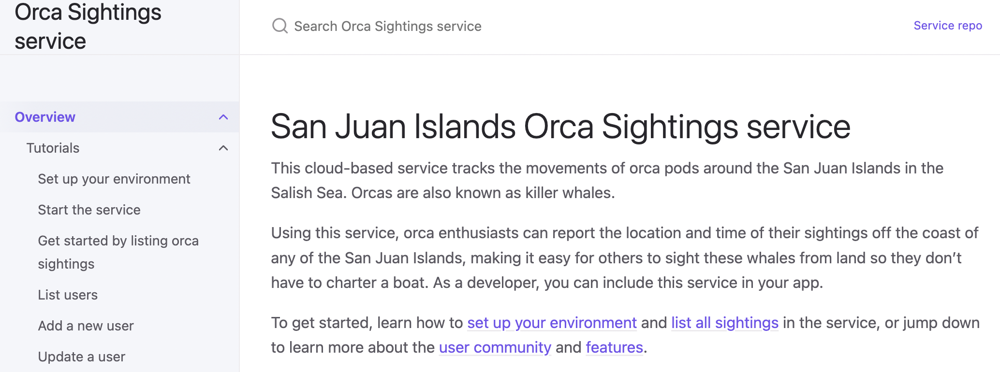 Orca Sightings
service
Search Orca Sightings service
Service repo
Overview
Tutorials
Set up your environment
Start the service
Get started by listing orca
sightings
List users
Add a new user
Update a user
San Juan Islands Orca Sightings service
This cloud-based service tracks the movements of orca pods around the San Juan Islands in the
Salish Sea. Orcas are also known as killer whales.
Using this service, orca enthusiasts can report the location and time of their sightings off the coast of
any of the San Juan Islands, making it easy for others to sight these whales from land so they don’t
have to charter a boat. As a developer, you can include this service in your app.
To get started, learn how to set up your environment and list all sightings in the service, or jump down
to learn more about the user community and features.